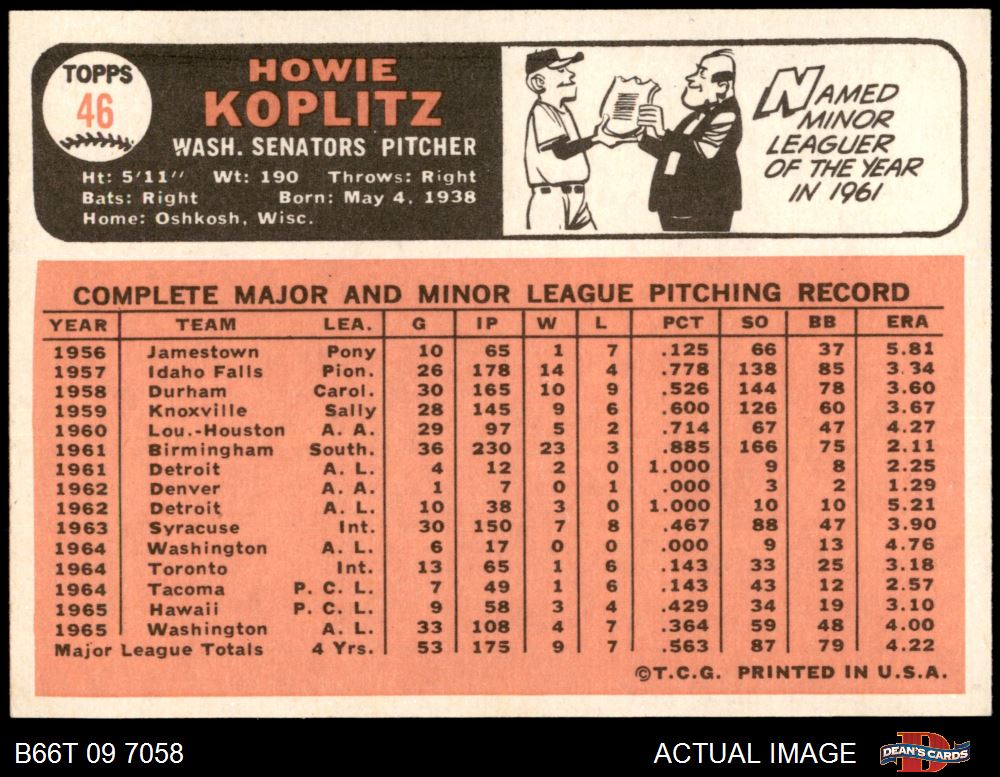 TOPPS
46
HOWIE
KOPLITZ
WASH. SENATORS PITCHER
Ht: 5'11" Wt: 190 Throws: Right
Bats: Right Born: May 4, 1938
Home: Oshkosh, Wisc.
NAMED
MINOR
LEAGUER
OF THE YEAR
IN 1961
COMPLETE MAJOR AND MINOR LEAGUE PITCHING RECORD
YEAR TEAM LEA. G IP W L PCT SO BB ERA
1956 Jamestown Pony 10 65 1 7 .125 66 37 5.81
1957 Idaho Falls Pion. 26 178 14 4 .778 138 85 3.34
1958 Durham Carol. 30 165 10 9 .526 144 78 3.60
1959 Knoxville Sally 28 145 9 6 .600 126 60 3.67
1960 Lou.-Houston A. A. 29 97 5 2 .714 67 47 4.27
1961 Birmingham South. 36 230 23 3 .885 166 75 2.11
1961 Detroit A. L. 4 12 2 0 1.000 9 8 2.25
1962 Denver A. A. 1 7 0 1 .000 3 2 1.29
1962 Detroit A. L. 10 38 3 0 1.000 10 10 5.21
1963 Syracuse Int. 30 150 7 8 .467 88 47 3.90
1964 Washington A. L. 6 17 0 0 .000 9 13 4.76
1964 Toronto Int. 13 65 1 6 .143 33 25 3.18
1964 Tacoma P. C. L. 7 49 1 6 .143 43 12 2.57
1965 Hawaii P. C. L. 9 58 3 4 .429 34 19 3.10
1965 Washington A. L. 33 108 4 7 .364 59 48 4.00
Major League Totals 4 Yrs. 53 175 9 7 .563 87 79 4.22
©T.C.G. PRINTED IN U.S.A.
B66T 09 7058
ACTUAL IMAGE
DEAN'S CARDS